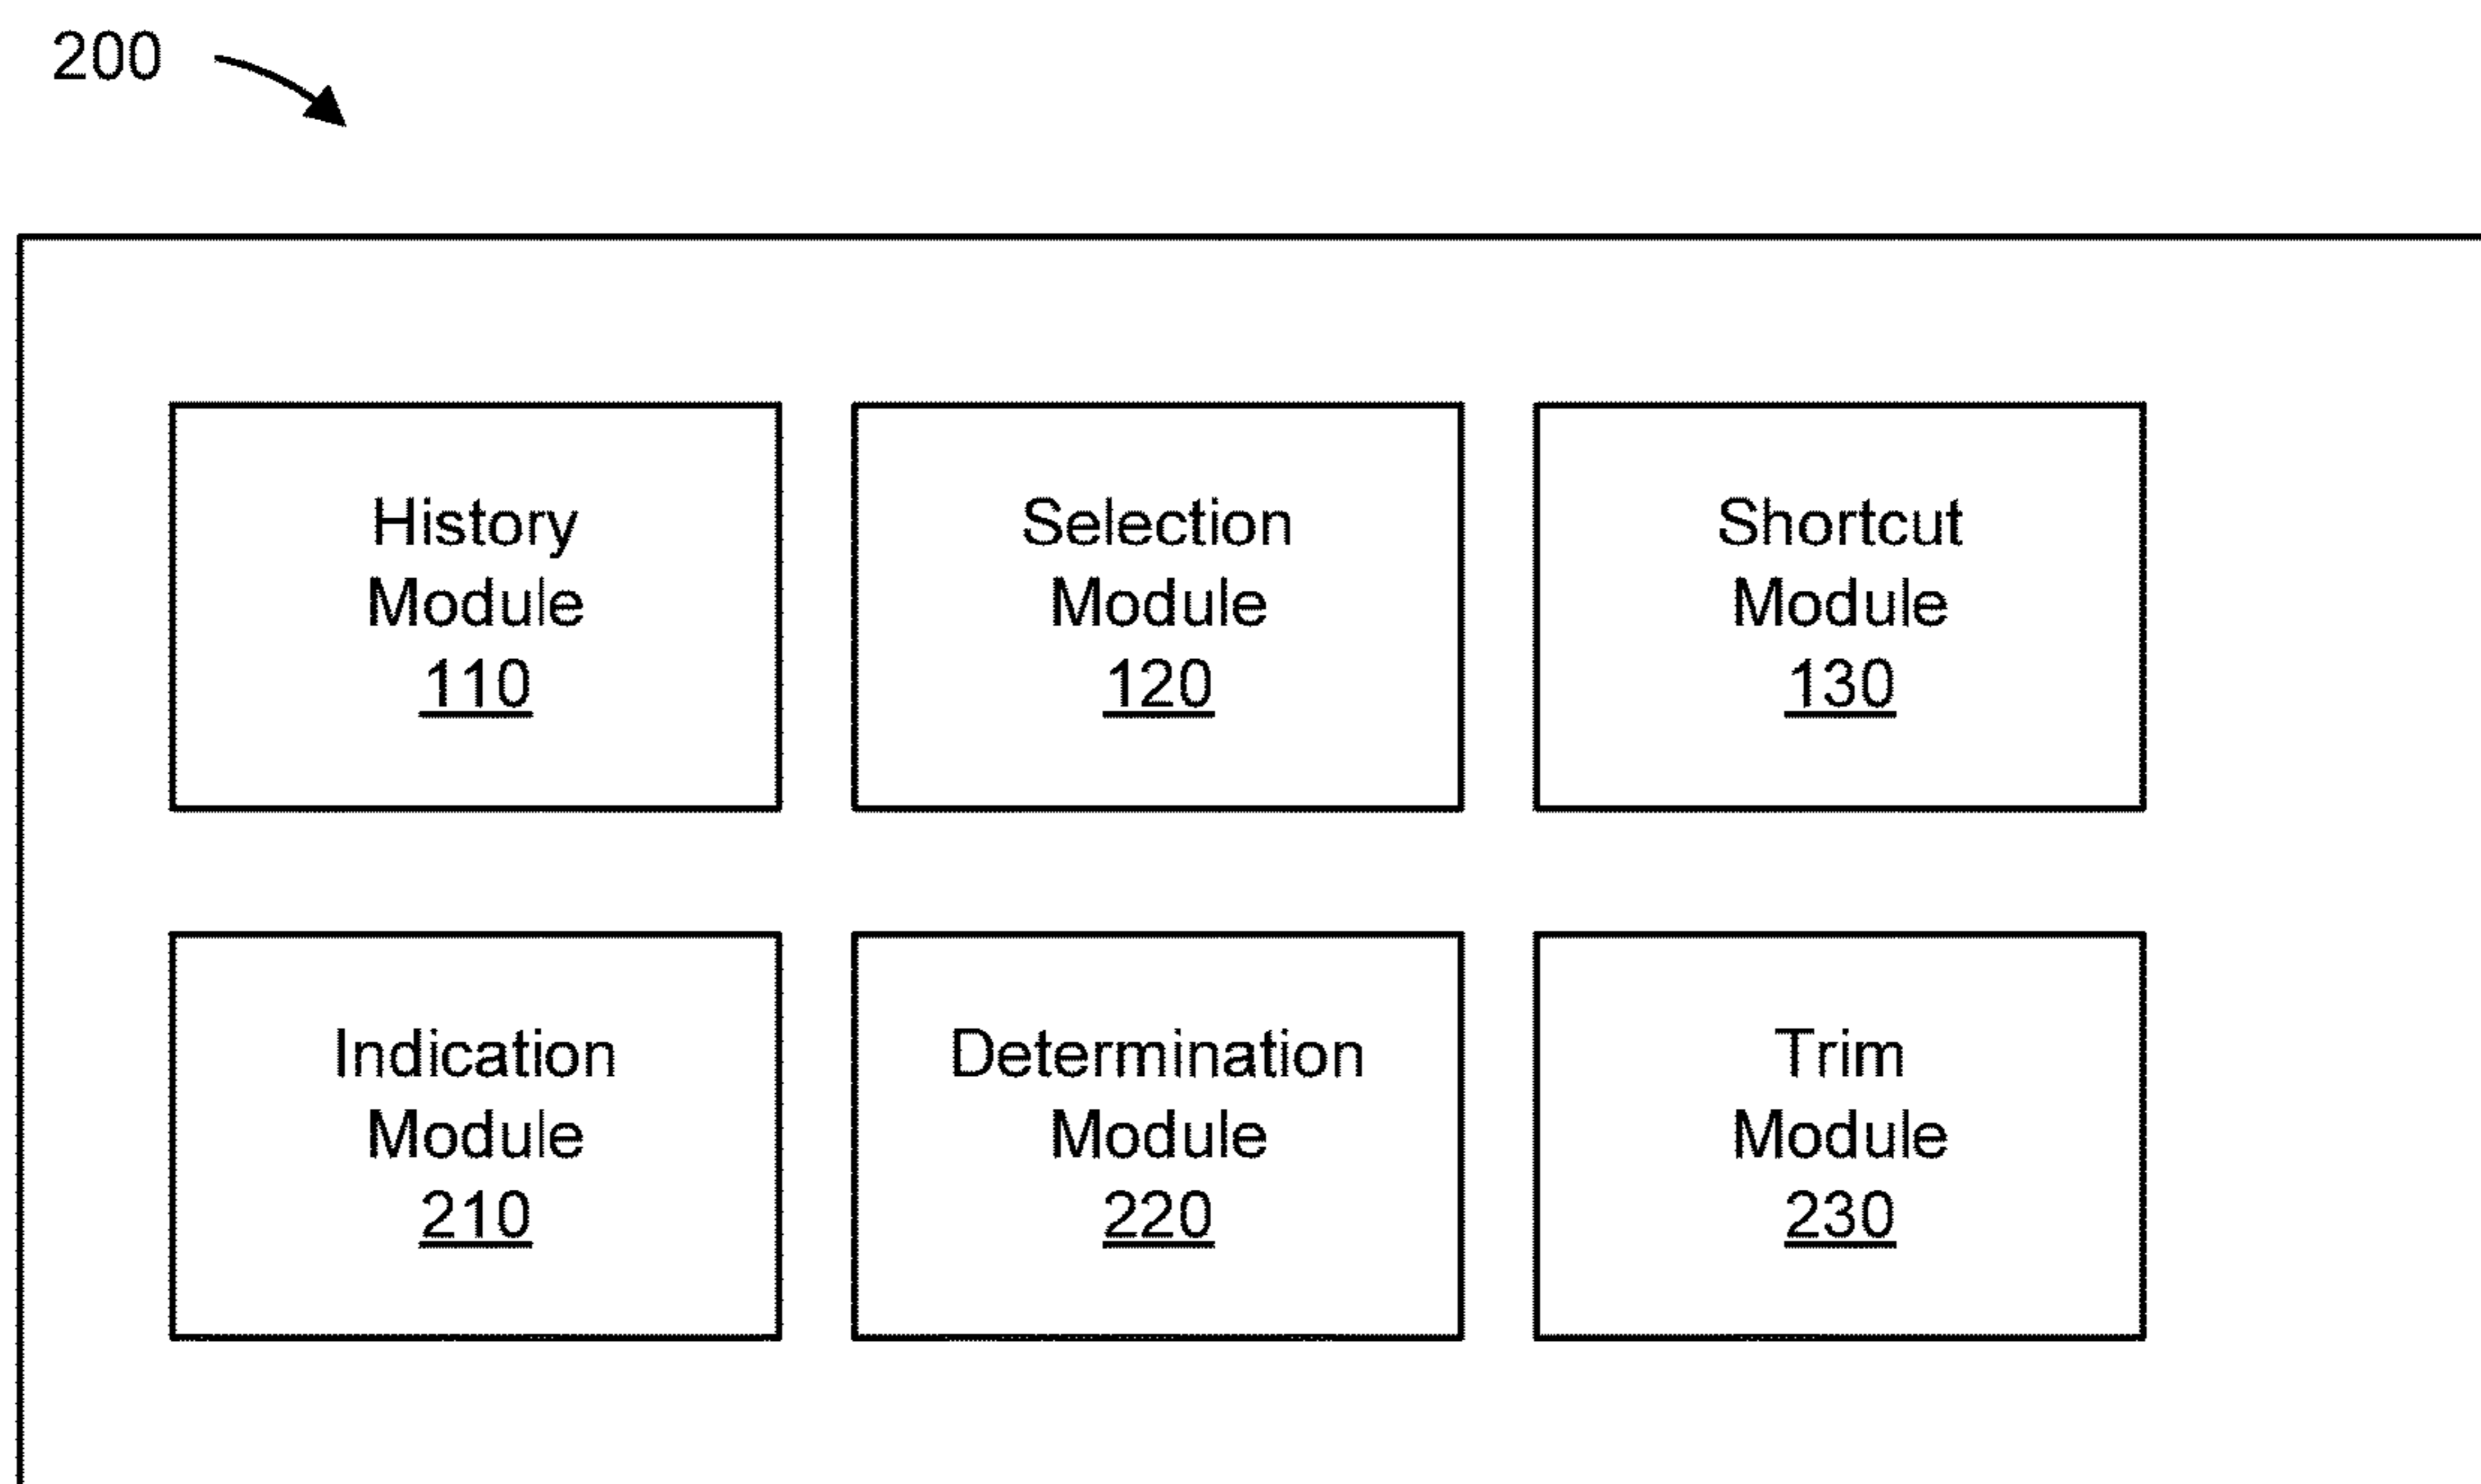 200
History
Module
110
Selection
Module
120
Shortcut
Module
130
Indication
Module
210
Determination
Module
220
Trim
Module
230